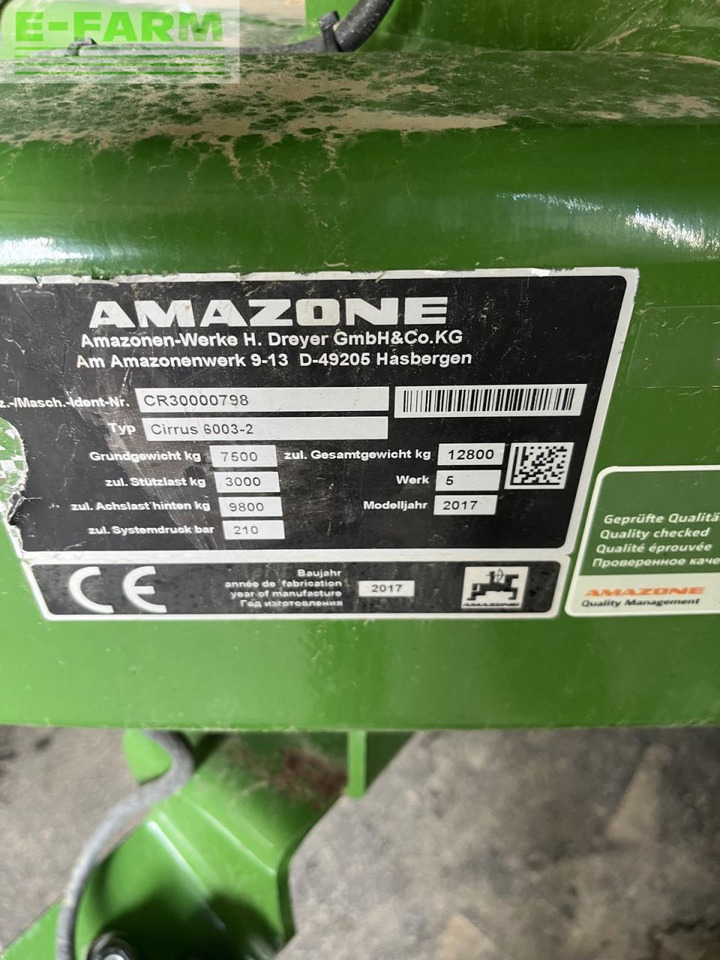 E-FARM
AMAZONE
Amazonen-Werke H. Dreyer GmbH&Co.KG
Am Amazonenwerk 9-13 D-49205 Hasbergen
z.-/Masch.-Ident-Nr. CR30000798
Typ Cirrus 6003-2
Grundgewicht kg 7500 zul. Gesamtgewicht kg 12800
zul. Stützlast kg 3000 Werk 5
zul. Achslast hinten kg 9800 Modelljahr 2017
zul. Systemdruck bar 210
CE
Baujahr
année de fabrication
year of manufacture
Год изготовления
2017
AMAZONE
Geprüfte Qualitä
Quality checked
Qualité éprouvée
Проверенное каче
AMAZONE
Quality Management